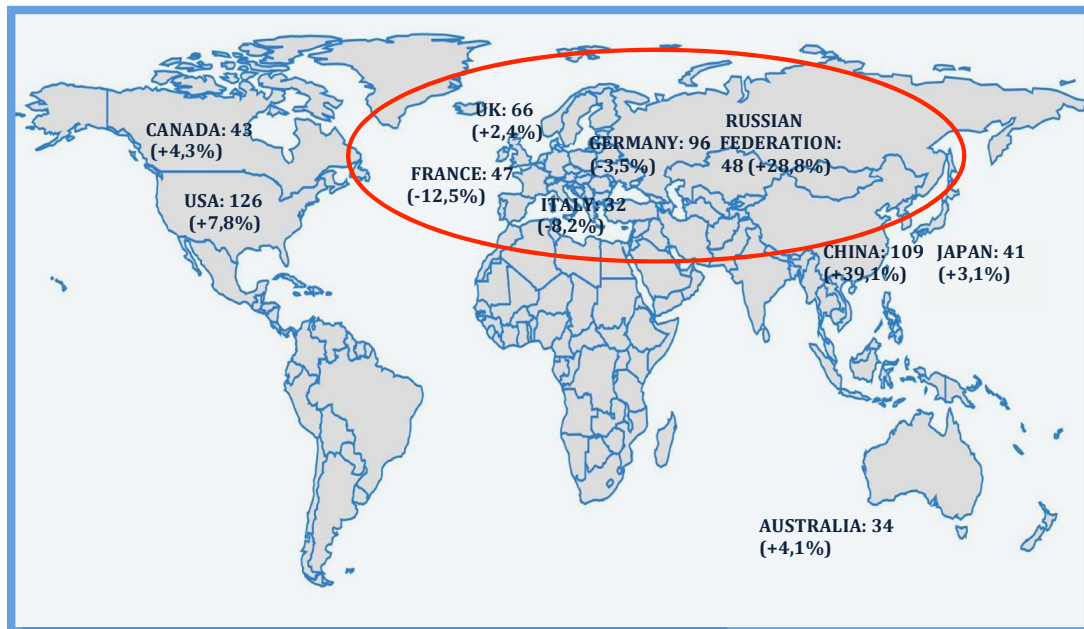 CANADA: 43
(+4,3%)
USA: 126
(+7,8%)
UK: 66
(+2,4%)
FRANCE: 47
(-12,5%)
GERMANY: 96
(-3,5%)
ITALY: 32
(-8,2%)
RUSSIAN
FEDERATION:
48 (+28,8%)
CHINA: 109
(+39,1%)
JAPAN: 41
(+3,1%)
AUSTRALIA: 34
(+4,1%)